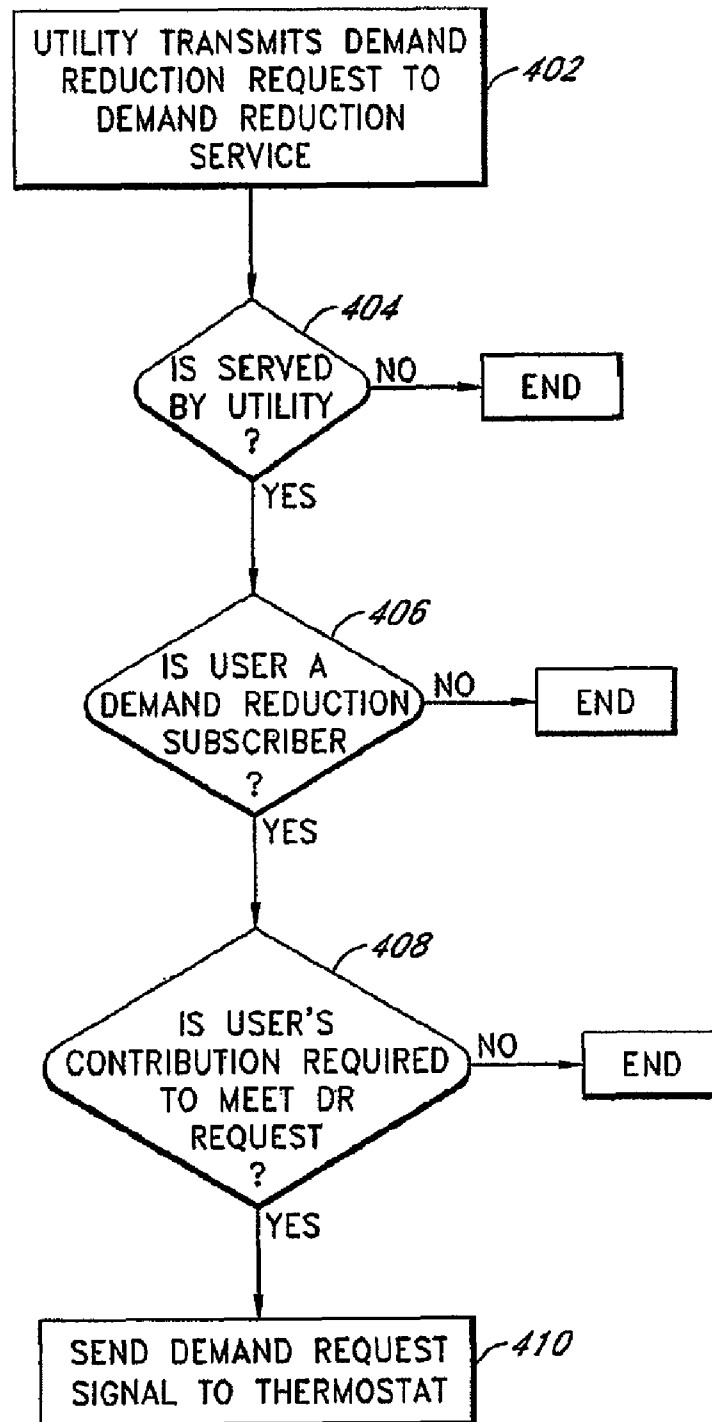 UTILITY TRANSMITS DEMAND
REDUCTION REQUEST TO
DEMAND REDUCTION
SERVICE
402
404
IS SERVED
BY UTILITY
?
NO
END
YES
406
IS USER A
DEMAND REDUCTION
SUBSCRIBER
?
NO
END
YES
408
IS USER'S
CONTRIBUTION REQUIRED
TO MEET DR
REQUEST
?
NO
END
YES
SEND DEMAND REQUEST
SIGNAL TO THERMOSTAT
410